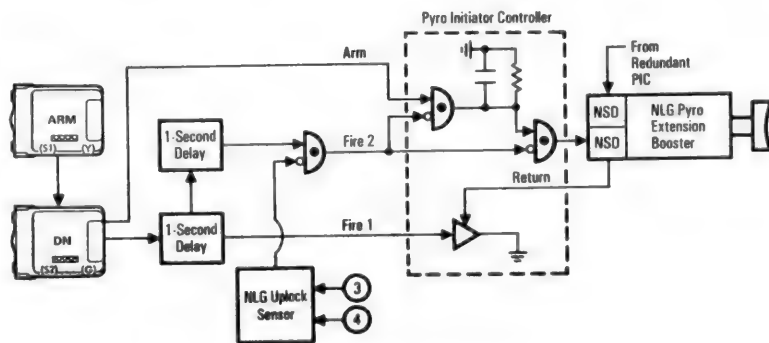 Pyro Initiator Controller
Arm
From
Redundant
PIC
ARM
(S1) (Y)
1-Second
Delay
Fire 2
NSD
NSD
NLG Pyro
Extension
Booster
Return
DN
(S2) (G)
1-Second
Delay
Fire 1
NLG Uplock
Sensor
3
4